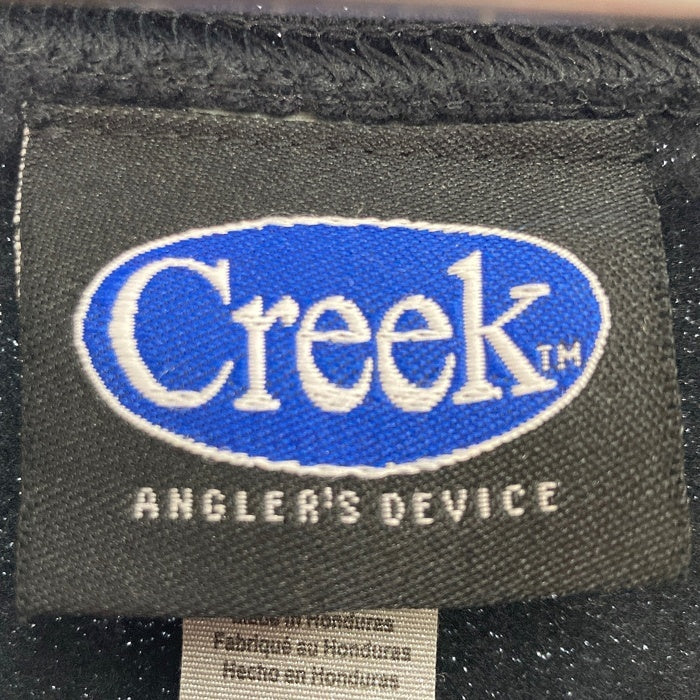 Creek TM
ANGLER'S DEVICE
Made in Honduras
Fabriqué au Honduras
Hecho en Honduras